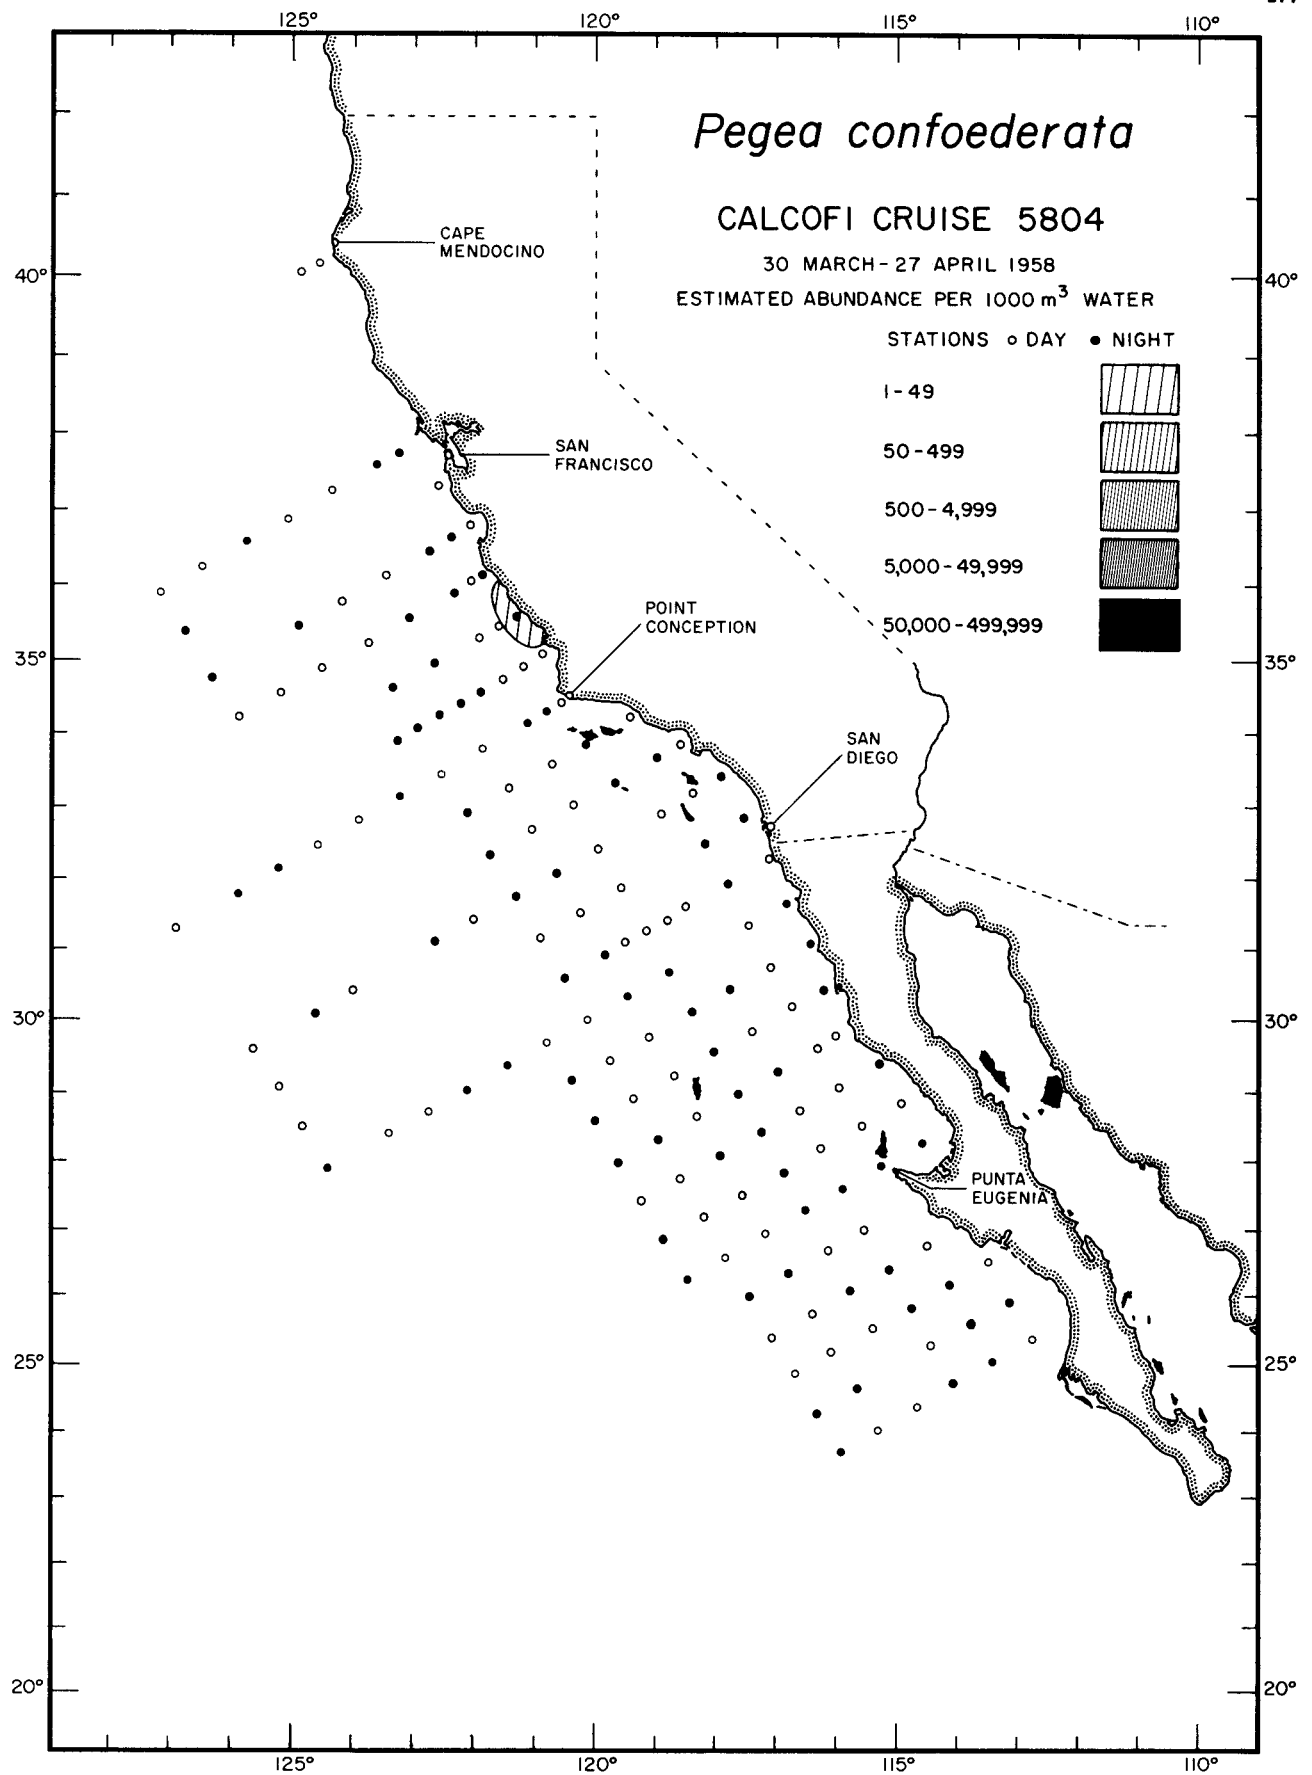 125°
120°
115°
110°
Pegea confoederata
CALCOFI CRUISE 5804
30 MARCH-27 APRIL 1958
ESTIMATED ABUNDANCE PER 1000 m³ WATER
STATIONS ○ DAY ● NIGHT
1-49
50-499
500-4,999
5,000-49,999
50,000-499,999
CAPE
MENDOCINO
40°
40°
SAN
FRANCISCO
POINT
CONCEPTION
35°
35°
SAN
DIEGO
30°
30°
PUNTA
EUGENIA
25°
25°
20°
20°
125°
120°
115°
110°